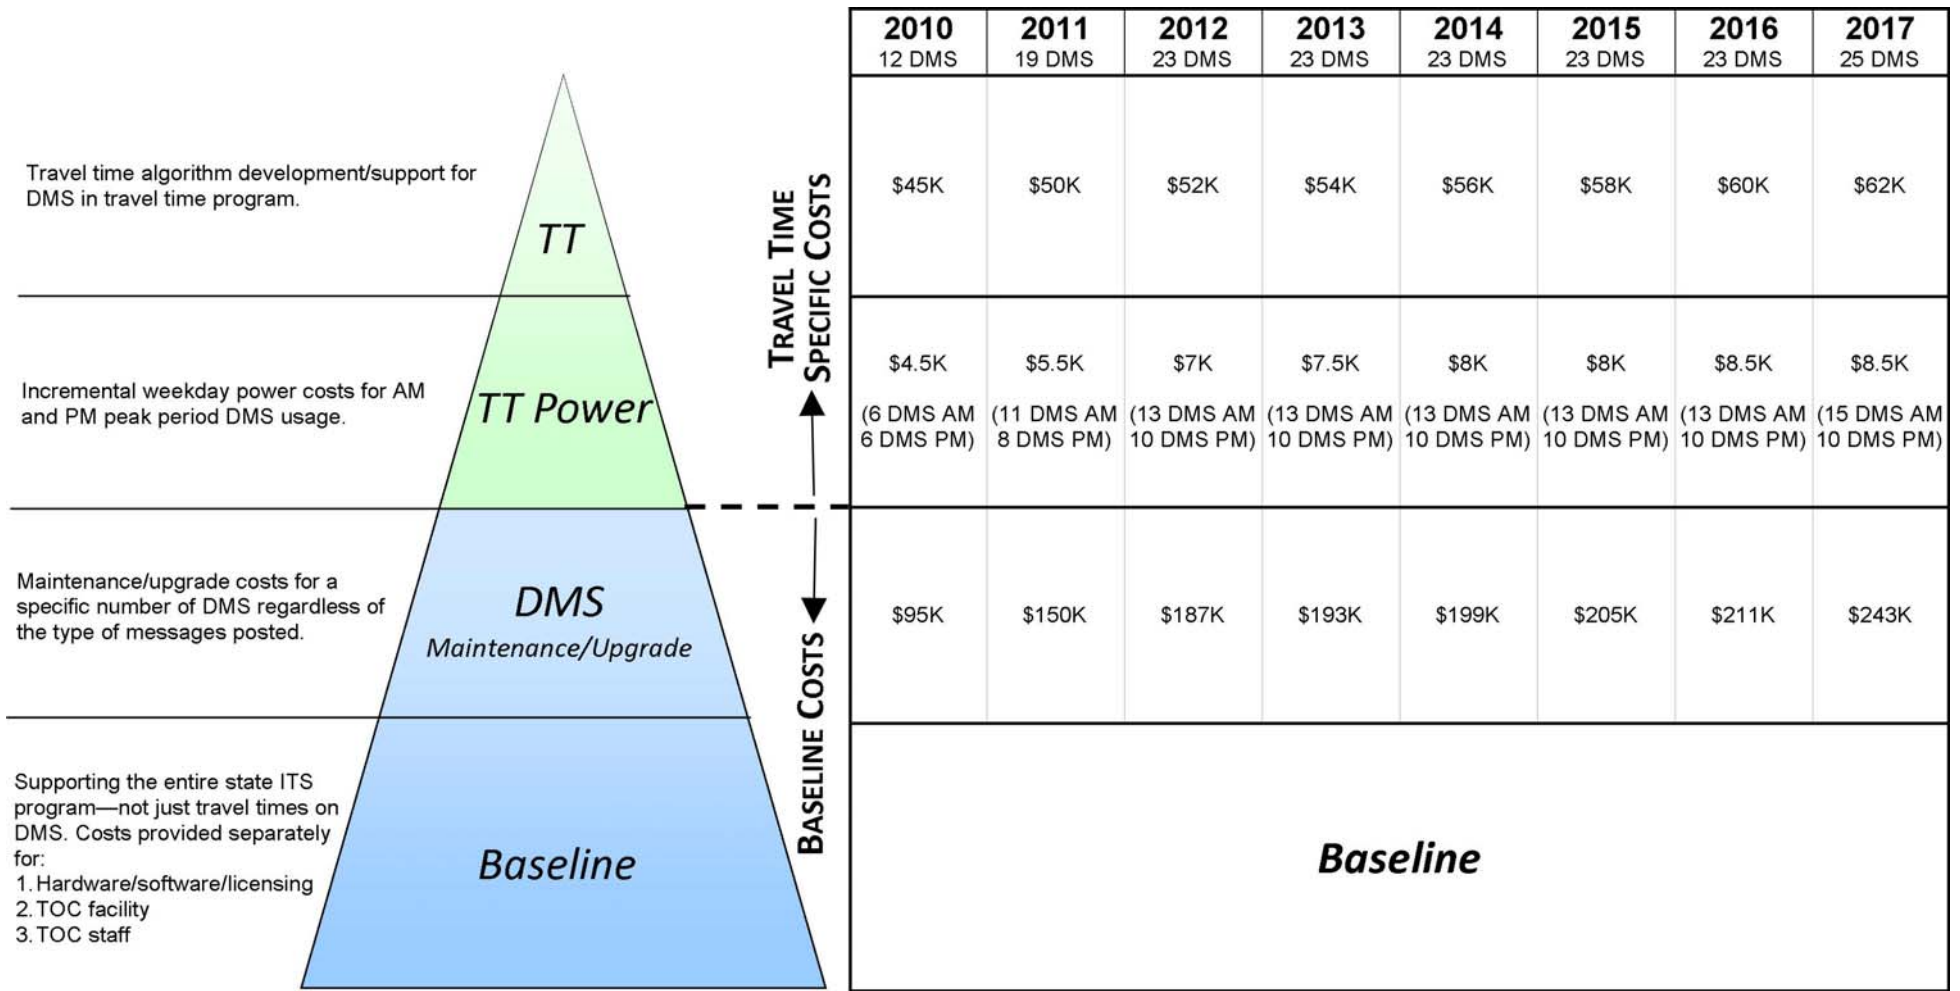 2010 2011 2012 2013 2014 2015 2016 2017
12 DMS 19 DMS 23 DMS 23 DMS 23 DMS 23 DMS 23 DMS 25 DMS
Travel time algorithm development/support for
DMS in travel time program.
TT
TRAVEL TIME
SPECIFIC COSTS
$45K $50K $52K $54K $56K $58K $60K $62K
Incremental weekday power costs for AM
and PM peak period DMS usage.
TT Power
$4.5K $5.5K $7K $7.5K $8K $8K $8.5K $8.5K
(6 DMS AM (11 DMS AM (13 DMS AM (13 DMS AM (13 DMS AM (13 DMS AM (13 DMS AM (15 DMS AM
6 DMS PM) 8 DMS PM) 10 DMS PM) 10 DMS PM) 10 DMS PM) 10 DMS PM) 10 DMS PM) 10 DMS PM)
Maintenance/upgrade costs for a
specific number of DMS regardless of
the type of messages posted.
DMS
Maintenance/Upgrade
BASELINE COSTS
$95K $150K $187K $193K $199K $205K $211K $243K
Supporting the entire state ITS
program—not just travel times on
DMS. Costs provided separately
for:
1. Hardware/software/licensing
2. TOC facility
3. TOC staff
Baseline
Baseline